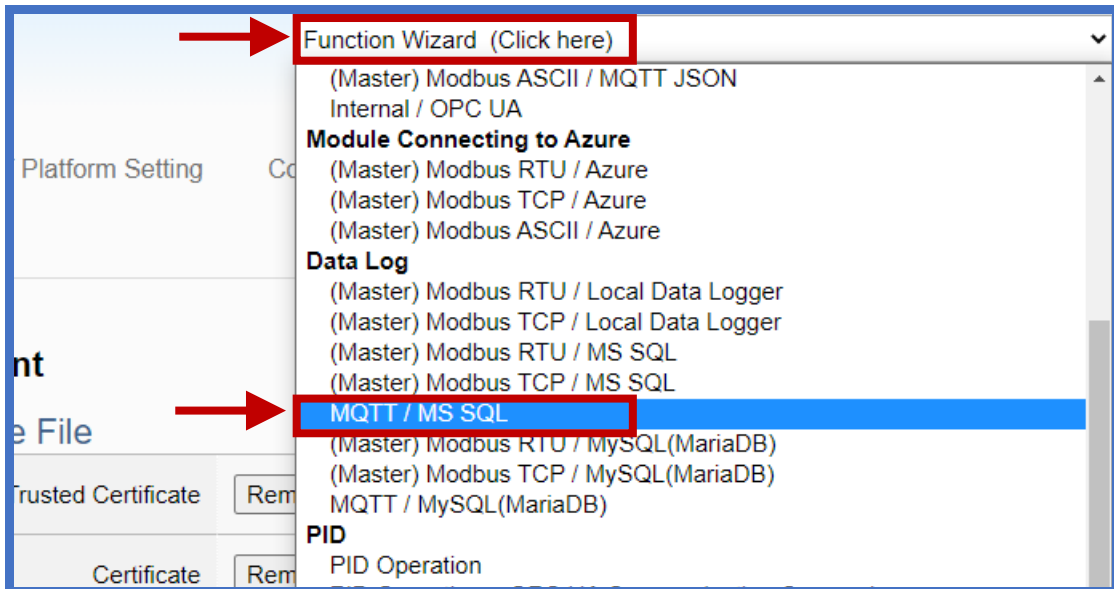 Function Wizard (Click here)
(Master) Modbus ASCII / MQTT JSON
Internal / OPC UA
Module Connecting to Azure
Platform Setting
(Master) Modbus RTU / Azure
(Master) Modbus TCP / Azure
(Master) Modbus ASCII / Azure
Data Log
(Master) Modbus RTU / Local Data Logger
(Master) Modbus TCP / Local Data Logger
(Master) Modbus RTU / MS SQL
nt
(Master) Modbus TCP / MS SQL
MQTT / MS SQL
e File
(Master) Modbus RTU / MySQL(MariaDB)
(Master) Modbus TCP / MySQL(MariaDB)
Trusted Certificate Rem
MQTT / MySQL(MariaDB)
PID
PID Operation
Certificate Rem